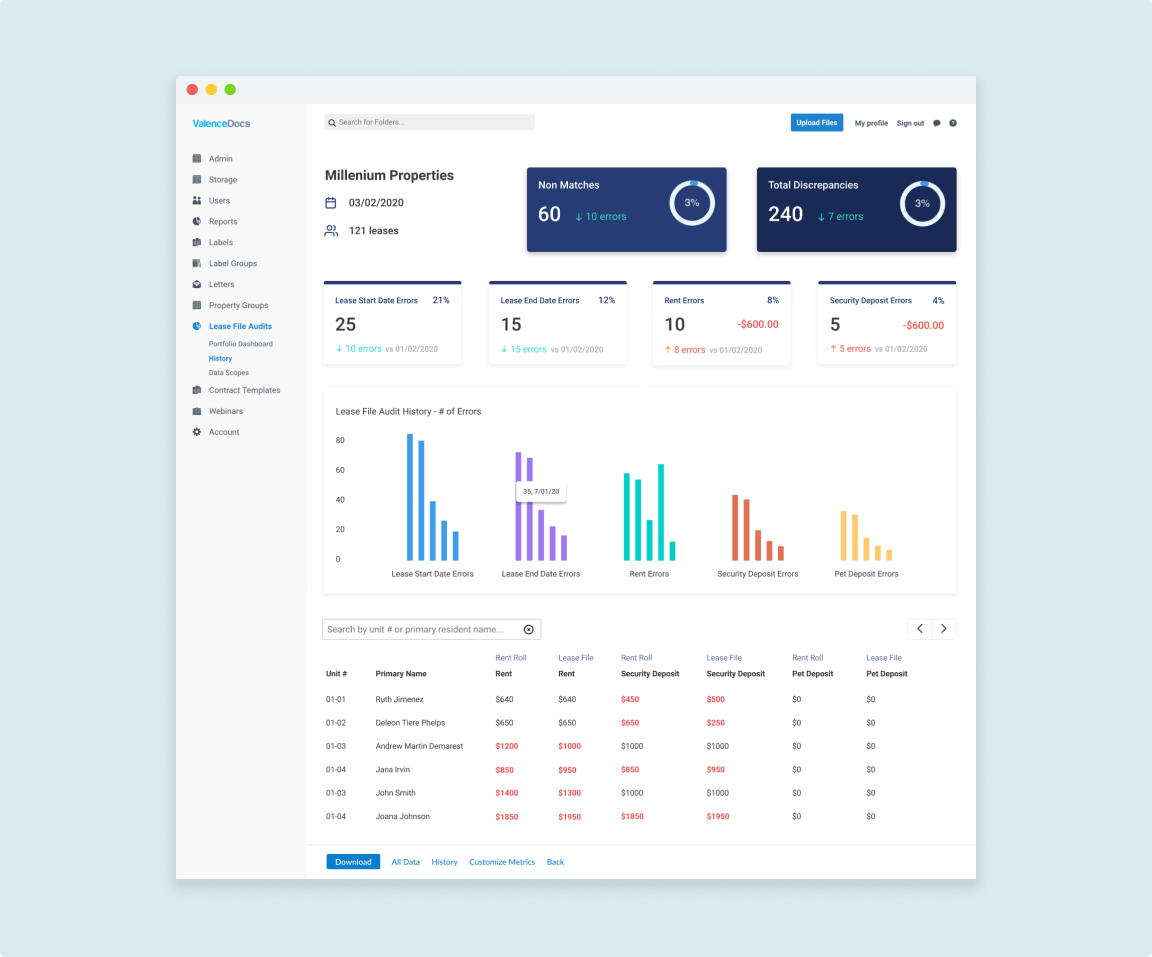 ValenceDocs
Search for Folders...
Upload Files My profile Sign out ?
Admin
Storage
Users
Reports
Labels
Label Groups
Letters
Property Groups
Lease File Audits
Portfolio Dashboard
History
Data Scopes
Contract Templates
Webinars
Account
Millenium Properties
03/02/2020
121 leases
Non Matches
60 ↓ 10 errors
3%
Total Discrepancies
240 ↓ 7 errors
3%
Lease Start Date Errors 21%
25
↓ 10 errors vs 01/02/2020
Lease End Date Errors 12%
15
↓ 15 errors vs 01/02/2020
Rent Errors 8%
10 -$600.00
↑ 8 errors vs 01/02/2020
Security Deposit Errors 4%
5 -$600.00
↑ 5 errors vs 01/02/2020
Lease File Audit History - # of Errors
80
60
40
20
0
35, 7/01/20
Lease Start Date Errors Lease End Date Errors Rent Errors Security Deposit Errors Pet Deposit Errors
Search by unit # or primary resident name...
Rent Roll Lease File Rent Roll Lease File Rent Roll Lease File
Unit # Primary Name Rent Rent Security Deposit Security Deposit Pet Deposit Pet Deposit
01-01 Ruth Jimenez $640 $640 $450 $500 $0 $0
01-02 Deleon Tiere Phelps $650 $650 $650 $250 $0 $0
01-03 Andrew Martin Demarest $1200 $1000 $1000 $1000 $0 $0
01-04 Jana Irvin $850 $950 $850 $950 $0 $0
01-03 John Smith $1400 $1300 $1000 $1000 $0 $0
01-04 Joana Johnson $1850 $1950 $1850 $1950 $0 $0
Download All Data History Customize Metrics Back